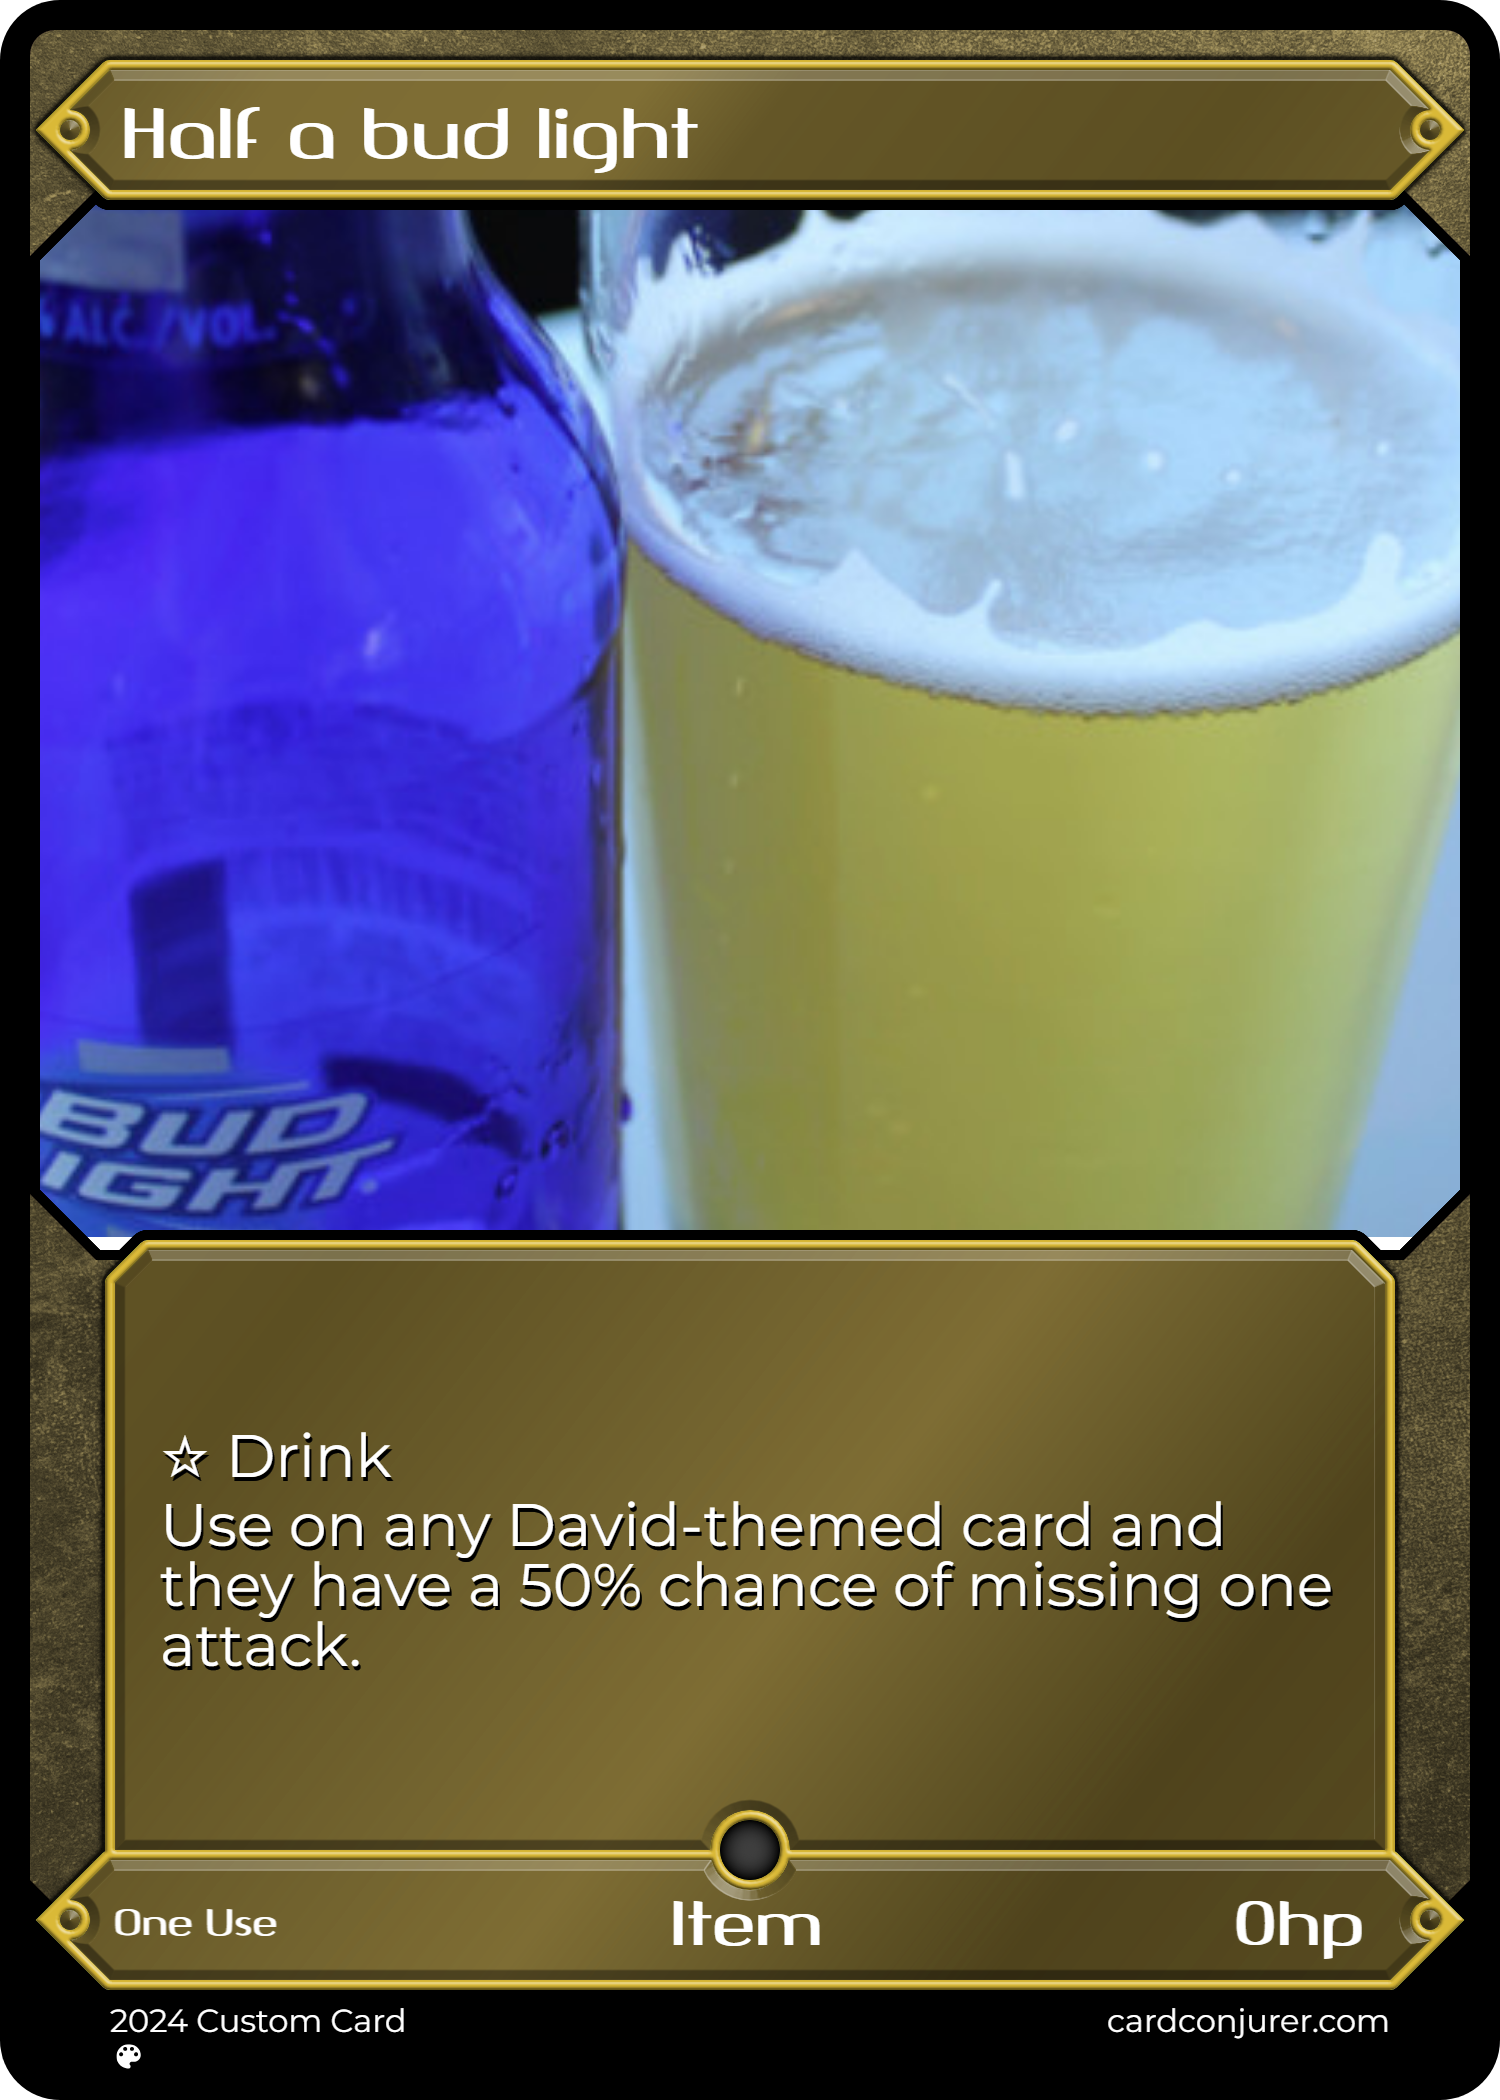 Half a bud light
% ALC./VOL.
BUD
IGHT
☆ Drink
Use on any David-themed card and
they have a 50% chance of missing one
attack.
One Use
Item
0hp
2024 Custom Card
cardconjurer.com